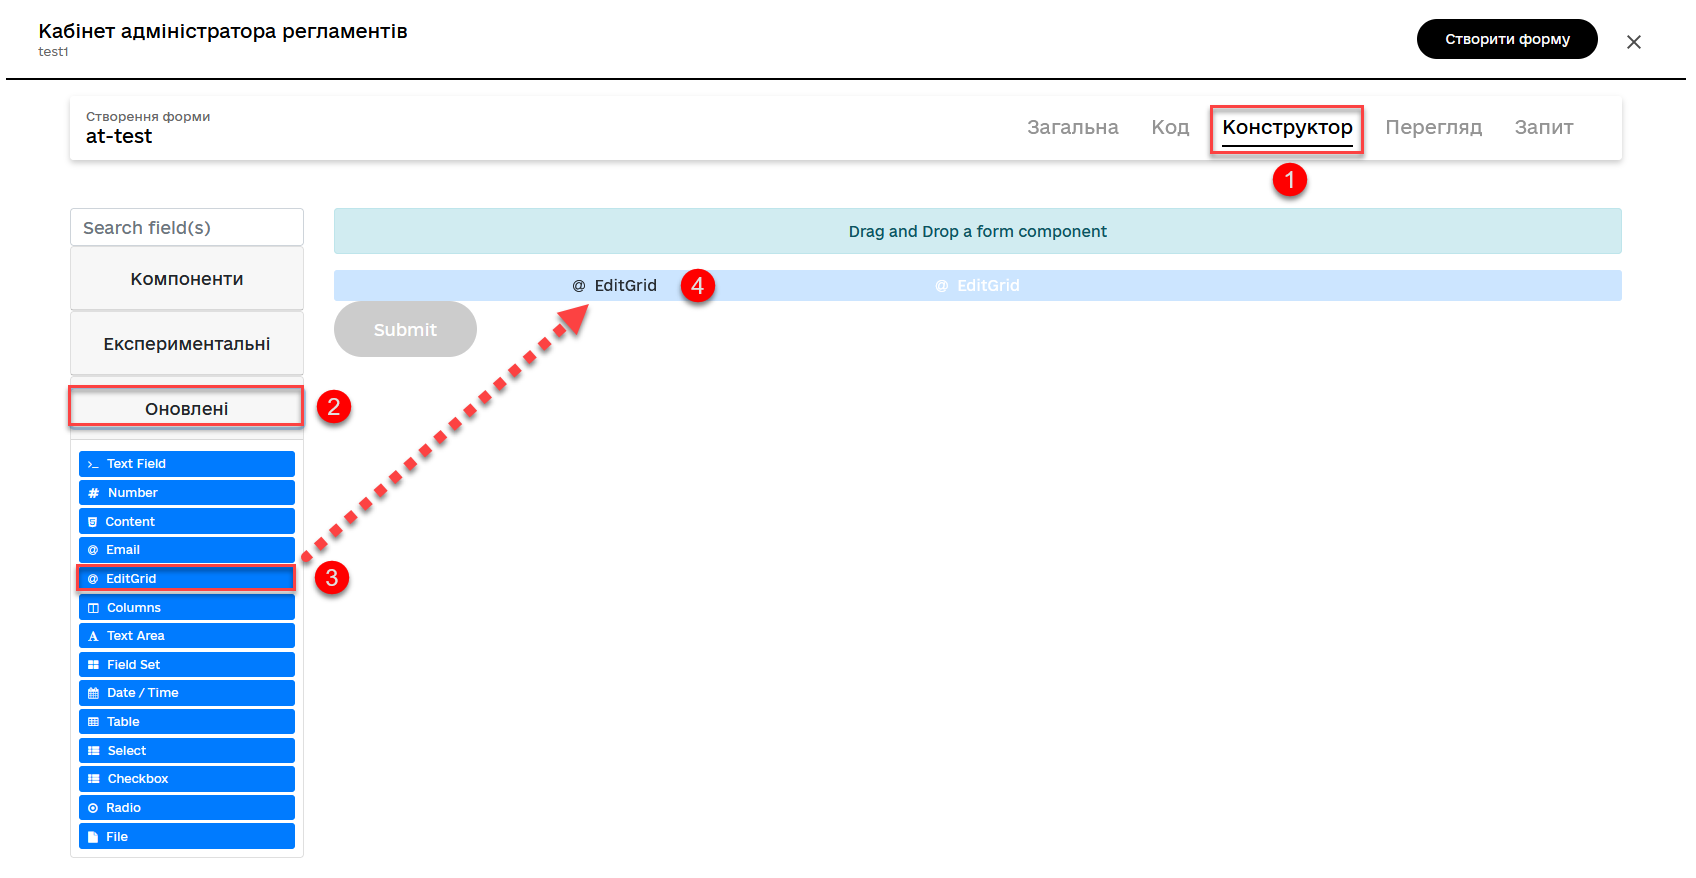 Кабінет адміністратора регламентів
test1
Створити форму
Створення форми
at-test
Загальна
Код
Конструктор
Перегляд
Запит
1
Search field(s)
Компоненти
Експериментальні
Оновлені
2
>_ Text Field
# Number
Content
@ Email
@ EditGrid
3
Columns
A Text Area
Field Set
Date / Time
Table
Select
Checkbox
Radio
File
Drag and Drop a form component
@ EditGrid
4
@ EditGrid
Submit